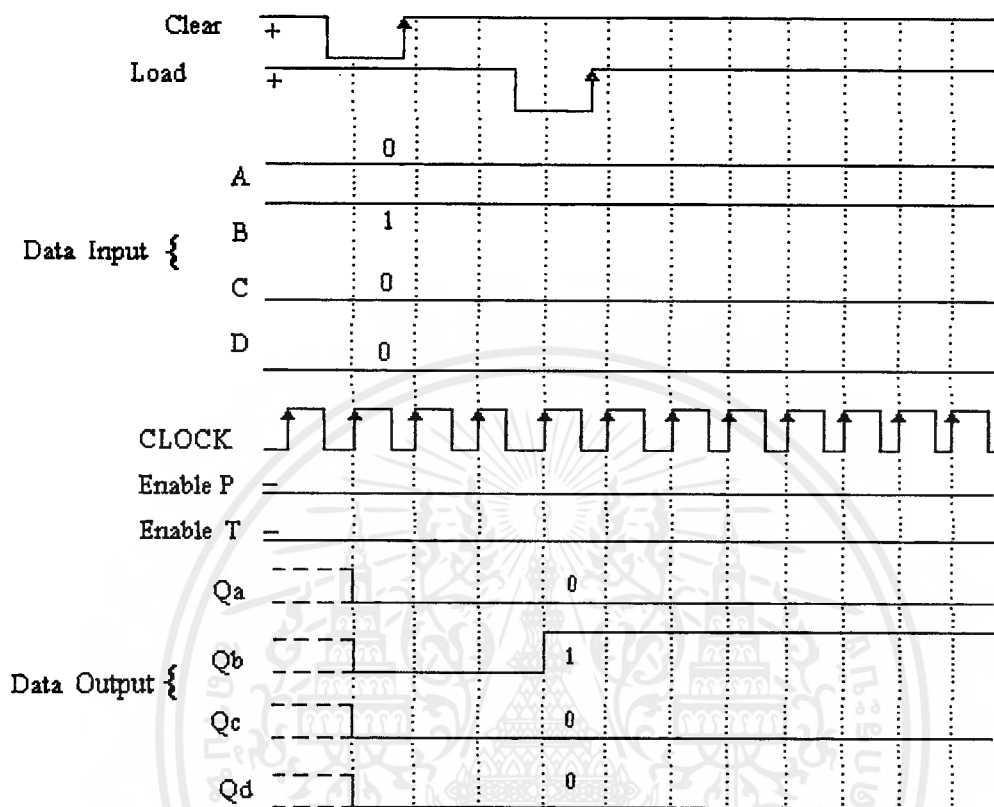 Clear +
Load +
0
A
B 1
Data Input {
C 0
D 0
CLOCK
Enable P –
Enable T –
Qa 0
Qb 1
Data Output {
Qc 0
Qd 0